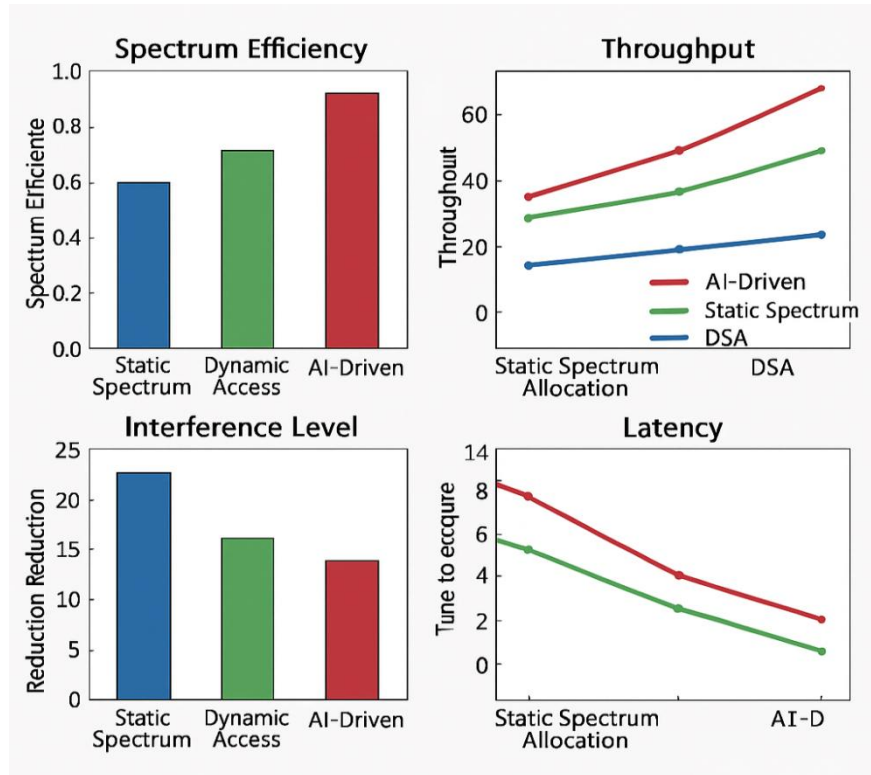 Spectrum Efficiency
1.0
0.8
0.6
0.4
0.2
0.0
Specttum Efficiente
Static
Spectrum
Dynamic
Access
AI-Driven
Throughput
60
40
20
0
Throughowt
AI-Driven
Static Spectrum
DSA
Static Spectrum
Allocation
DSA
Interference Level
25
20
15
10
5
0
Reduction Reduction
Static
Spectrum
Dynamic
Access
AI-Driven
Latency
14
8
6
4
2
0
Tune to eccqure
Static Spectrum
Allocation
AI-D